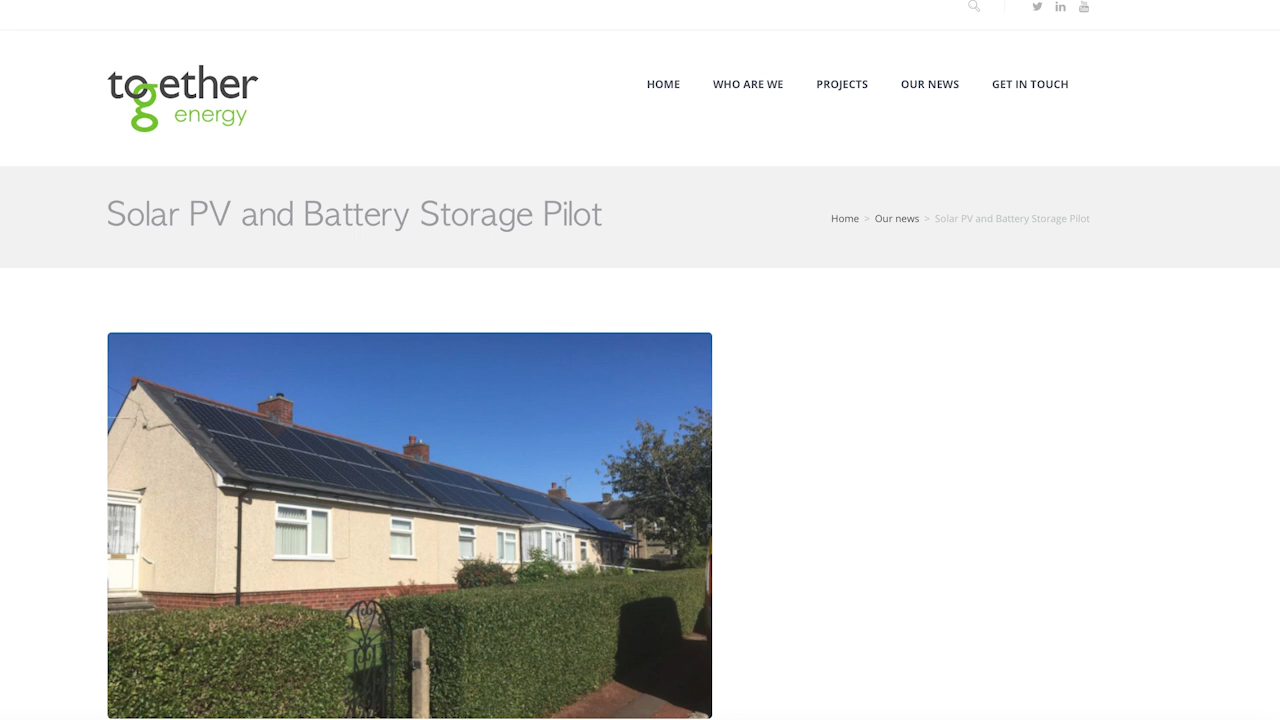 together
energy
HOME WHO ARE WE PROJECTS OUR NEWS GET IN TOUCH
Solar PV and Battery Storage Pilot
Home > Our news > Solar PV and Battery Storage Pilot